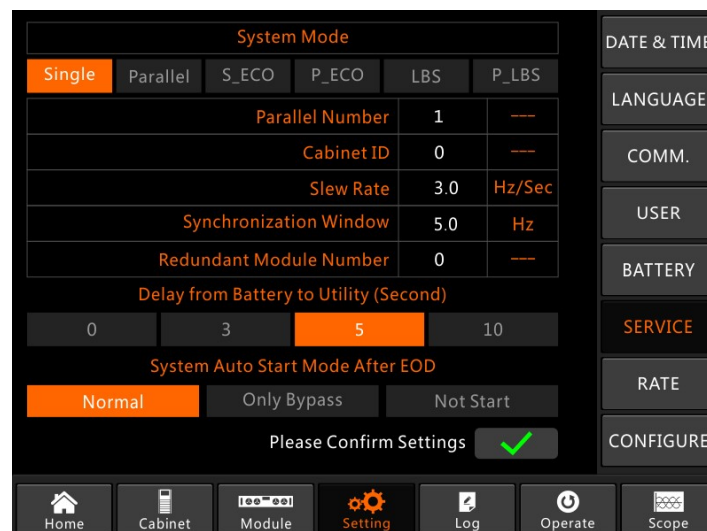 System Mode
Single Parallel S_ECO P_ECO LBS P_LBS
Parallel Number 1 ---
Cabinet ID 0 ---
Slew Rate 3.0 Hz/Sec
Synchronization Window 5.0 Hz
Redundant Module Number 0 ---
Delay from Battery to Utility (Second)
0 3 5 10
System Auto Start Mode After EOD
Normal Only Bypass Not Start
Please Confirm Settings
DATE & TIME
LANGUAGE
COMM.
USER
BATTERY
SERVICE
RATE
CONFIGURE
Home Cabinet Module Setting Log Operate Scope